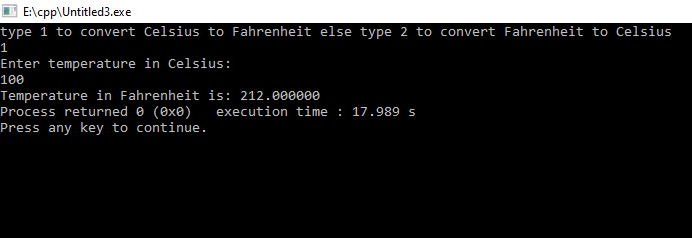 E:\cpp\Untitled3.exe
type 1 to convert Celsius to Fahrenheit else type 2 to convert Fahrenheit to Celsius
1
Enter temperature in Celsius:
100
Temperature in Fahrenheit is: 212.000000
Process returned 0 (0x0)   execution time : 17.989 s
Press any key to continue.